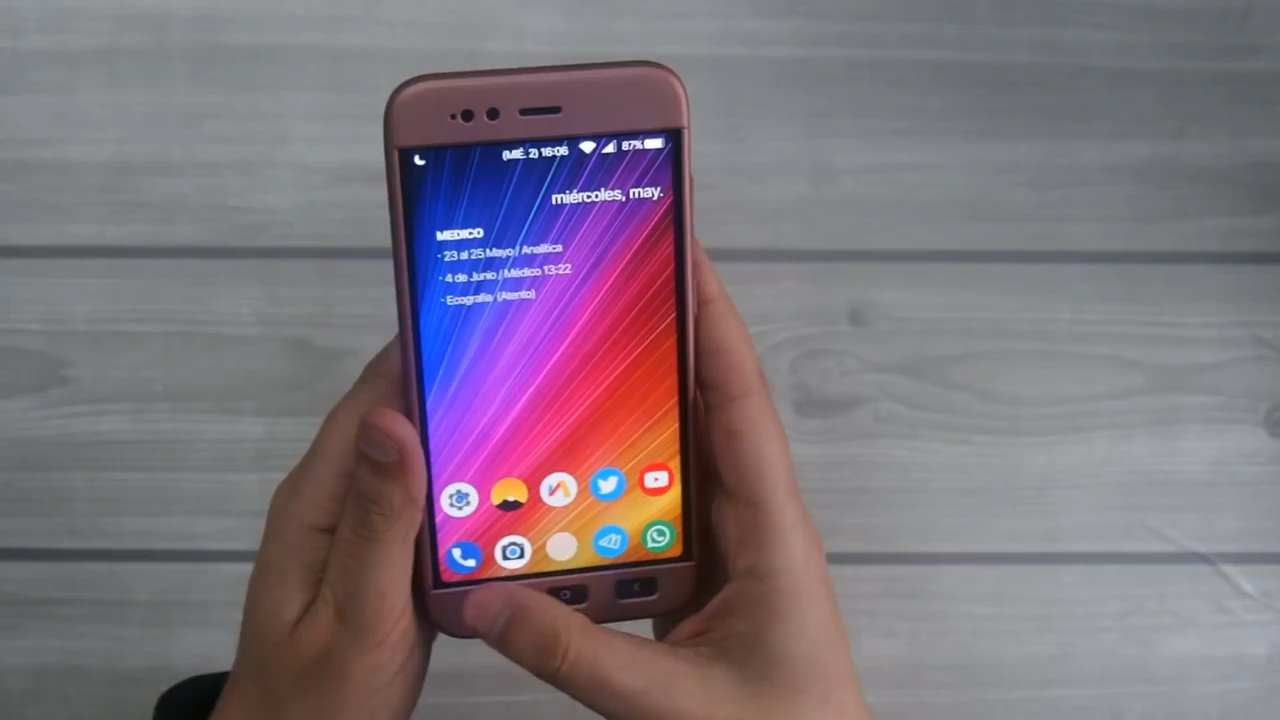 (MIÉ. 2) 16:06 87%
miércoles, may.
MEDICO
- 23 al 25 Mayo / Analítica
- 4 de Junio / Médico 13:22
- Ecografía (Atento)